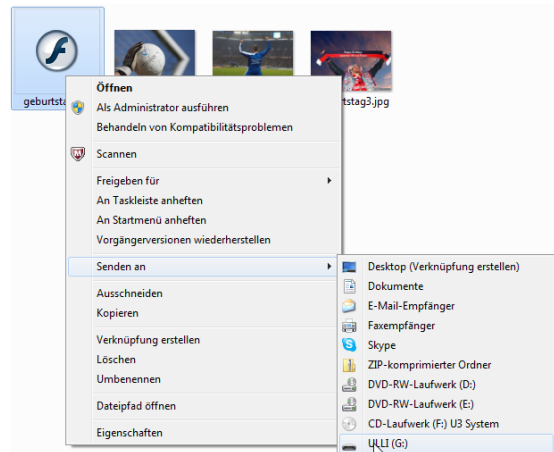 geburtsta
tstag3.jpg
Öffnen
Als Administrator ausführen
Behandeln von Kompatibilitätsproblemen
Scannen
Freigeben für
An Taskleiste anheften
An Startmenü anheften
Vorgängerversionen wiederherstellen
Senden an
Ausschneiden
Kopieren
Verknüpfung erstellen
Löschen
Umbenennen
Dateipfad öffnen
Eigenschaften
Desktop (Verknüpfung erstellen)
Dokumente
E-Mail-Empfänger
Faxempfänger
Skype
ZIP-komprimierter Ordner
DVD-RW-Laufwerk (D:)
DVD-RW-Laufwerk (E:)
CD-Laufwerk (F:) U3 System
ULLI (G:)